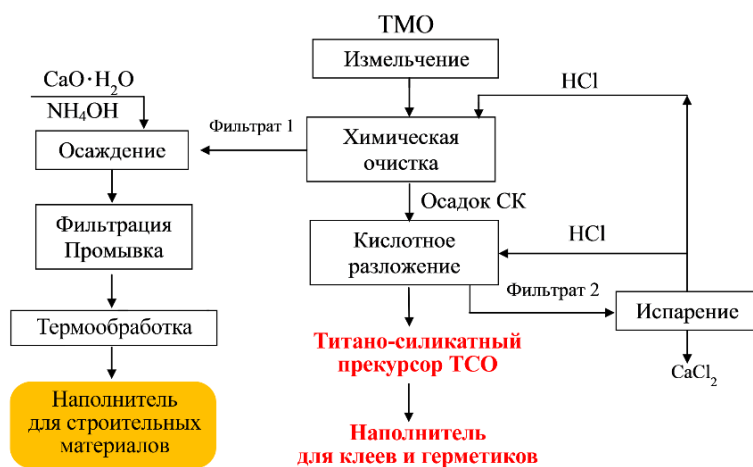 ТМО
Измельчение
CaO·H₂O
NH₄OH
HCl
Фильтрат 1
Осаждение
Химическая
очистка
Осадок СК
Фильтрация
Промывка
Кислотное
разложение
HCl
Фильтрат 2
Испарение
Термообработка
Титано-силикатный
прекурсор ТСО
CaCl₂
Наполнитель
для строительных
материалов
Наполнитель
для клеев и герметиков